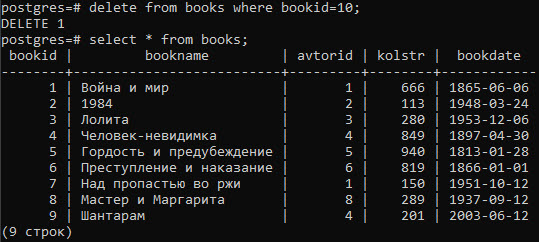 postgres=# delete from books where bookid=10;
DELETE 1
postgres=# select * from books;
 bookid |         bookname         | avtorid | kolstr |  bookdate
--------+--------------------------+---------+--------+------------
      1 | Война и мир              |       1 |    666 | 1865-06-06
      2 | 1984                     |       2 |    113 | 1948-03-24
      3 | Лолита                   |       3 |    280 | 1953-12-06
      4 | Человек-невидимка        |       4 |    849 | 1897-04-30
      5 | Гордость и предубеждение |       5 |    940 | 1813-01-28
      6 | Преступление и наказание |       6 |    819 | 1866-01-01
      7 | Над пропастью во ржи     |       1 |    150 | 1951-10-12
      8 | Мастер и Маргарита       |       8 |    289 | 1937-09-12
      9 | Шантарам                 |       4 |    201 | 2003-06-12
(9 строк)